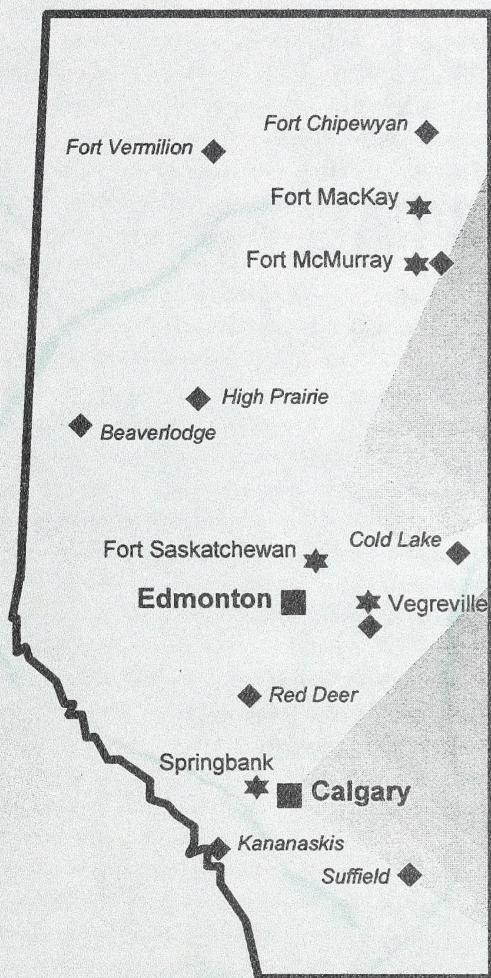 Fort Chipewyan
Fort Vermilion
Fort MacKay
Fort McMurray
High Prairie
Beaverlodge
Fort Saskatchewan
Cold Lake
Edmonton
Vegreville
Red Deer
Springbank
Calgary
Kananaskis
Suffield